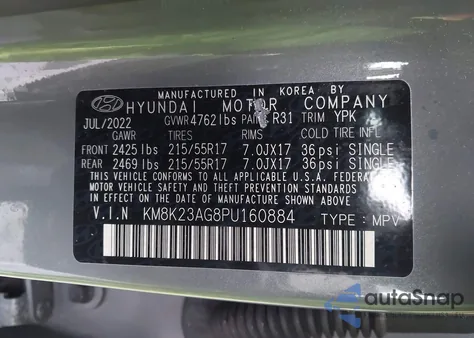 MANUFACTURED IN KOREA BY
HYUNDAI MOTOR COMPANY
JUL/2022 GVWR 4762lbs PAINT R31 TRIM YPK
GAWR TIRES RIMS COLD TIRE INFL
FRONT 2425lbs 215/55R17 7.0JX17 36psi SINGLE
REAR 2469lbs 215/55R17 7.0JX17 36psi SINGLE
THIS VEHICLE CONFORMS TO ALL APPLICABLE U.S.A. FEDERAL
MOTOR VEHICLE SAFETY AND THEFT PREVENTION STANDARDS
IN EFFECT ON THE DATE OF MANUFACTURE SHOWN ABOVE.
V.I.N KM8K23AG8PU160884 TYPE: MPV
autoSnap